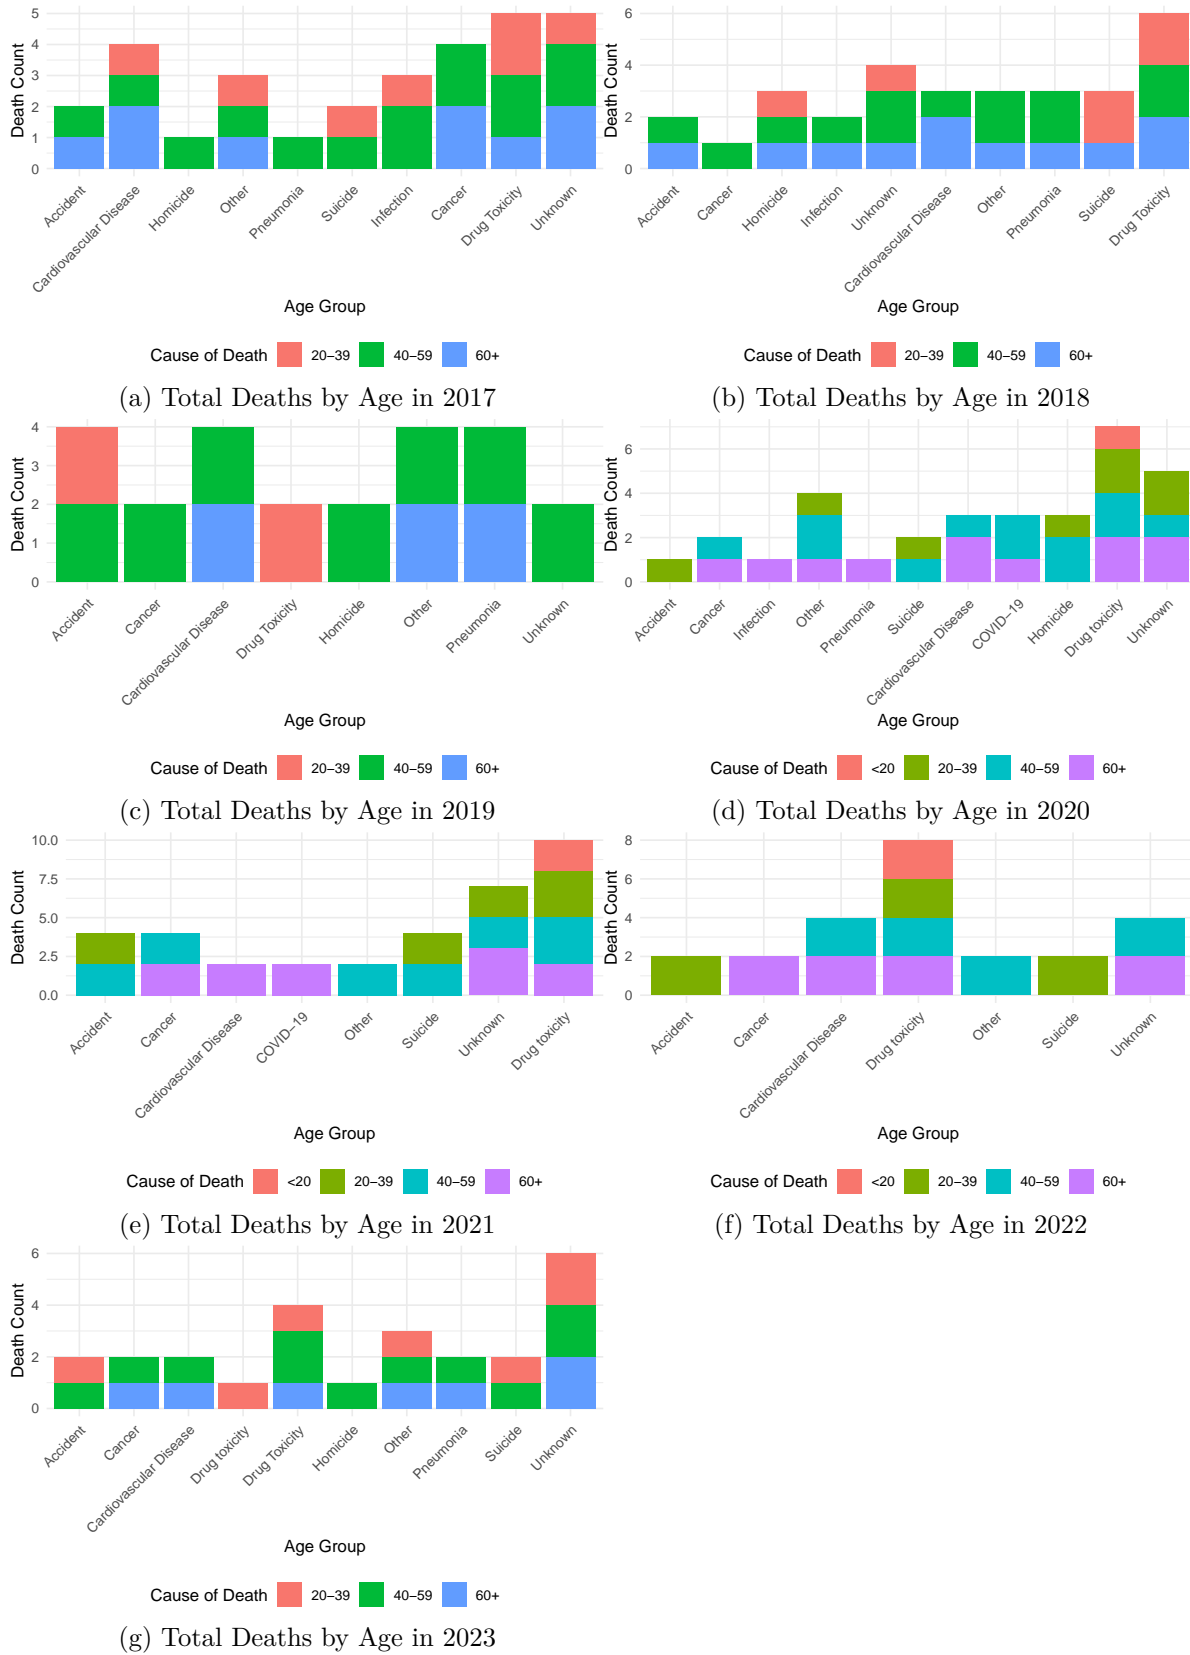 5
4
3
2
1
0
Death Count
Accident
Cardiovascular Disease
Homicide
Other
Pneumonia
Suicide
Infection
Cancer
Drug Toxicity
Unknown
Age Group
Cause of Death 20−39 40−59 60+
(a) Total Deaths by Age in 2017
6
4
2
0
Death Count
Accident
Cancer
Homicide
Infection
Unknown
Cardiovascular Disease
Other
Pneumonia
Suicide
Drug Toxicity
Age Group
Cause of Death 20−39 40−59 60+
(b) Total Deaths by Age in 2018
4
3
2
1
0
Death Count
Accident
Cancer
Cardiovascular Disease
Drug Toxicity
Homicide
Other
Pneumonia
Unknown
Age Group
Cause of Death 20−39 40−59 60+
(c) Total Deaths by Age in 2019
6
4
2
0
Death Count
Accident
Cancer
Infection
Other
Pneumonia
Suicide
Cardiovascular Disease
COVID−19
Homicide
Drug toxicity
Unknown
Age Group
Cause of Death <20 20−39 40−59 60+
(d) Total Deaths by Age in 2020
10.0
7.5
5.0
2.5
0.0
Death Count
Accident
Cancer
Cardiovascular Disease
COVID−19
Other
Suicide
Unknown
Drug toxicity
Age Group
Cause of Death <20 20−39 40−59 60+
(e) Total Deaths by Age in 2021
8
6
4
2
0
Death Count
Accident
Cancer
Cardiovascular Disease
Drug toxicity
Other
Suicide
Unknown
Age Group
Cause of Death <20 20−39 40−59 60+
(f) Total Deaths by Age in 2022
6
4
2
0
Death Count
Accident
Cancer
Cardiovascular Disease
Drug toxicity
Drug Toxicity
Homicide
Other
Pneumonia
Suicide
Unknown
Age Group
Cause of Death 20−39 40−59 60+
(g) Total Deaths by Age in 2023